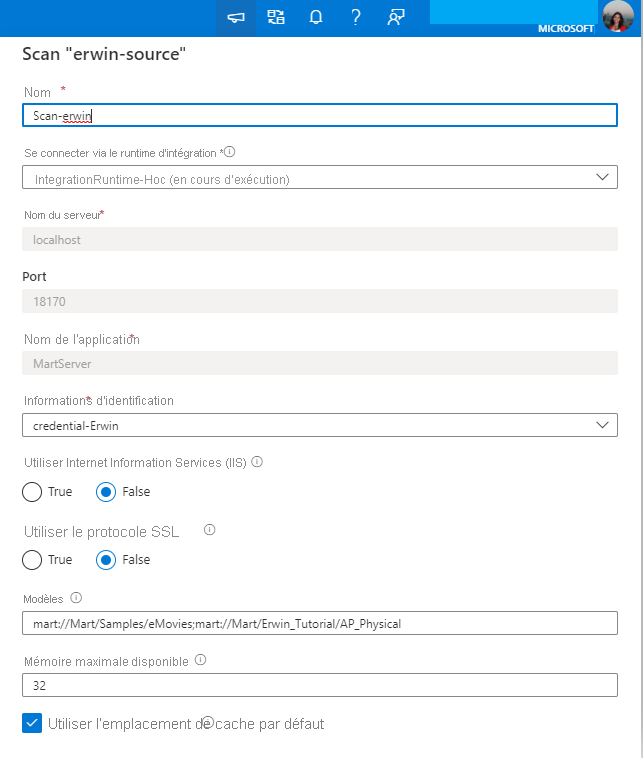 MICROSOFT
Scan "erwin-source"
Nom *
Scan-erwin
Se connecter via le runtime d'intégration *
IntegrationRuntime-Hoc (en cours d'exécution)
Nom du serveur*
localhost
Port
18170
Nom de l'application*
MartServer
Informations d'identification*
credential-Erwin
Utiliser Internet Information Services (IIS)
True False
Utiliser le protocole SSL
True False
Modèles
mart://Mart/Samples/eMovies;mart://Mart/Erwin_Tutorial/AP_Physical
Mémoire maximale disponible
32
Utiliser l'emplacement de cache par défaut